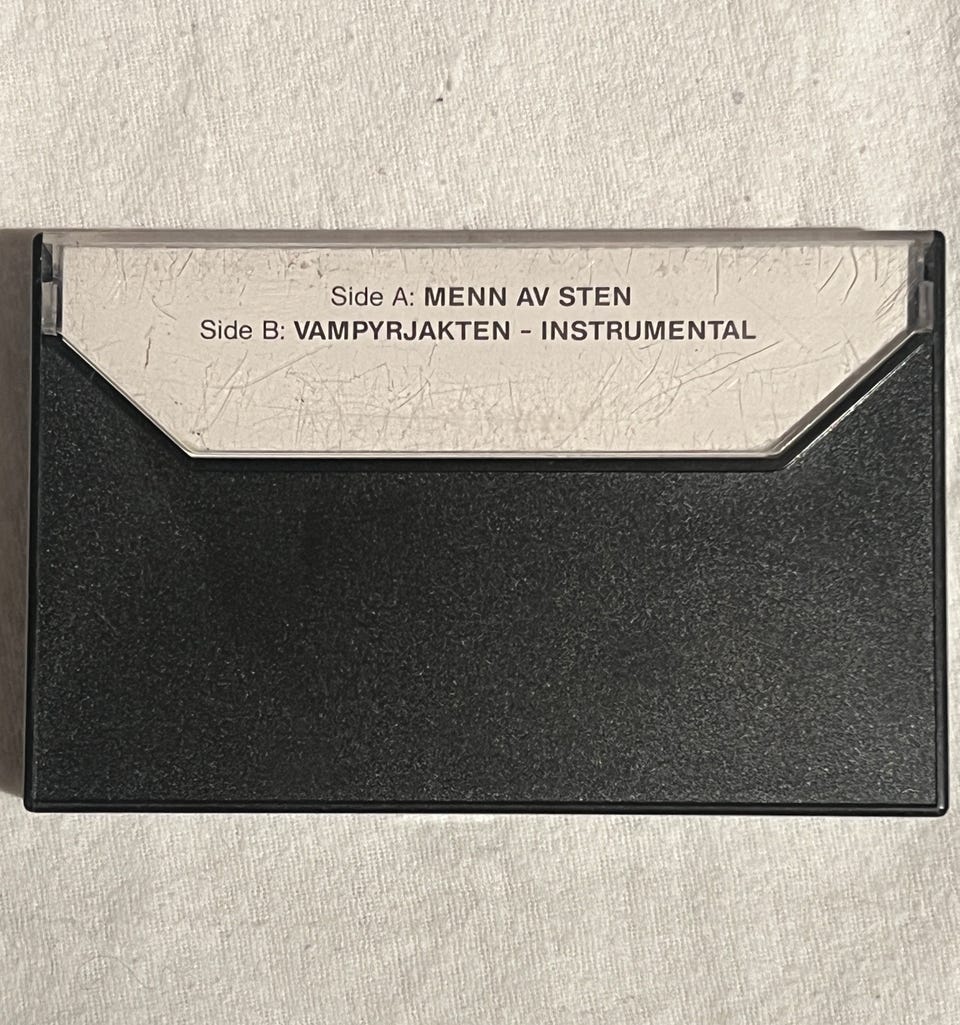 Side A: MENN AV STEN
Side B: VAMPYRJAKTEN - INSTRUMENTAL